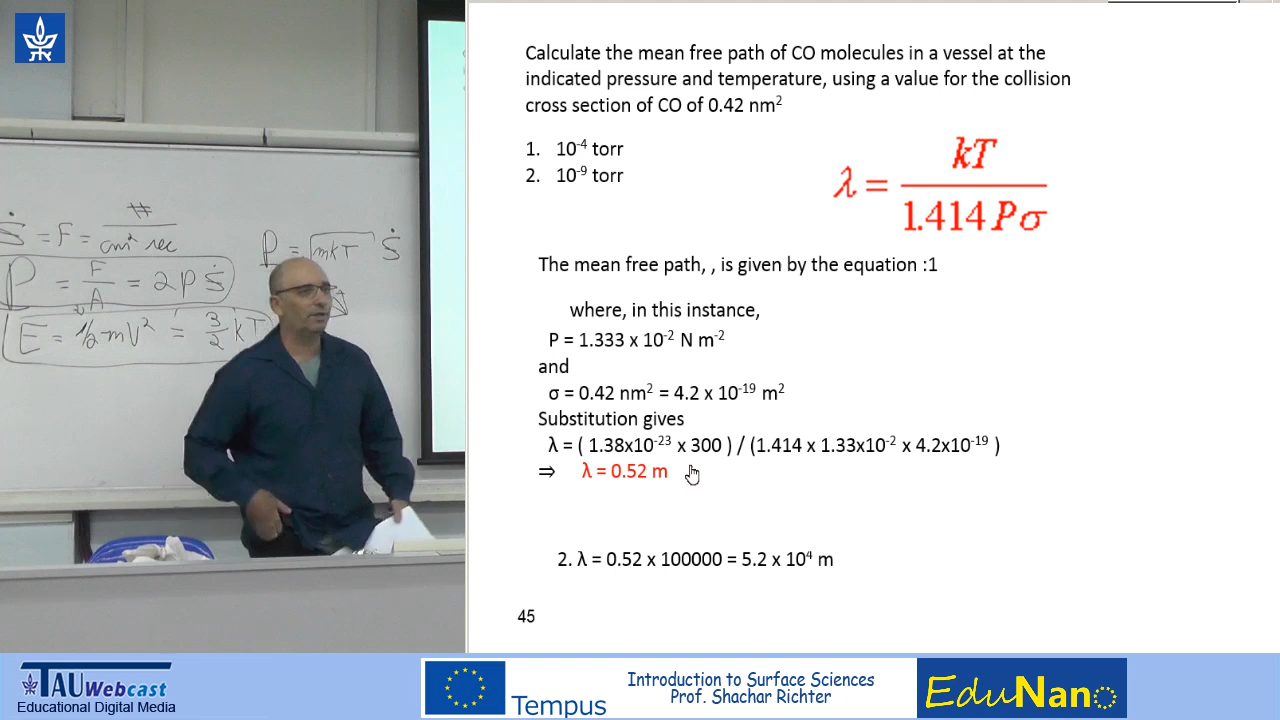 Calculate the mean free path of CO molecules in a vessel at the
indicated pressure and temperature, using a value for the collision
cross section of CO of 0.42 nm²
1. 10⁻⁴ torr
2. 10⁻⁹ torr
λ = kT / 1.414 P σ
The mean free path, , is given by the equation :1
where, in this instance,
P = 1.333 x 10⁻² N m⁻²
and
σ = 0.42 nm² = 4.2 x 10⁻¹⁹ m²
Substitution gives
λ = ( 1.38x10⁻²³ x 300 ) / (1.414 x 1.33x10⁻² x 4.2x10⁻¹⁹ )
⇒ λ = 0.52 m
2. λ = 0.52 x 100000 = 5.2 x 10⁴ m
45
Ṡ = F = # / cm² sec
P = F / A = 2 P Ṡ
E = ½ mV² = 3/2 kT
P = √mkT Ṡ
TAU Webcast
Educational Digital Media
Tempus
Introduction to Surface Sciences
Prof. Shachar Richter
EduNano